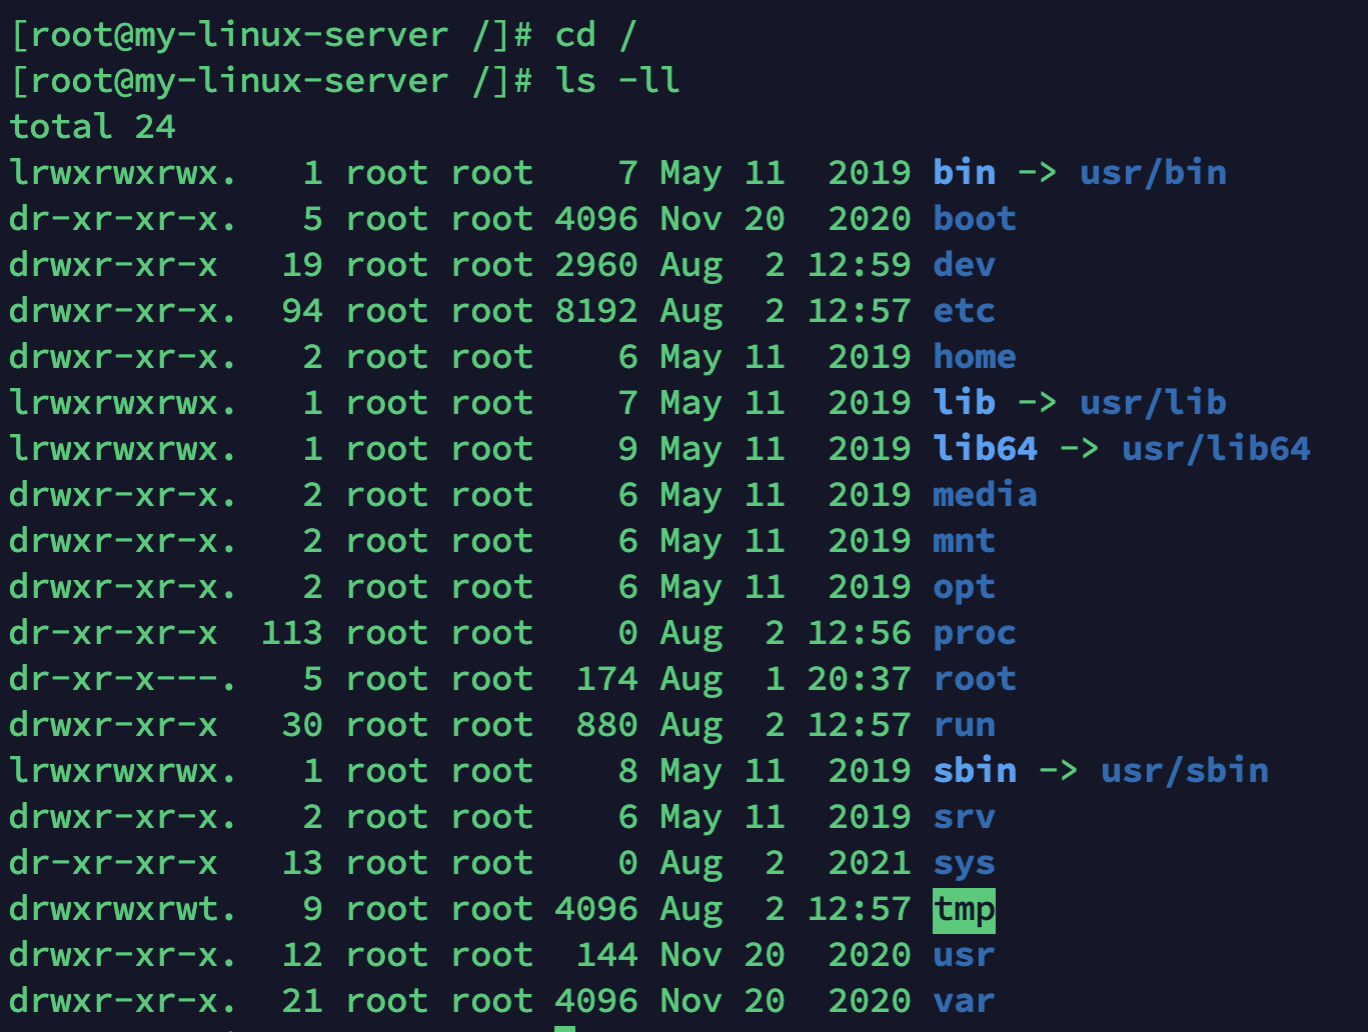 [root@my-linux-server /]# cd /
[root@my-linux-server /]# ls -ll
total 24
lrwxrwxrwx.   1 root root    7 May 11  2019 bin -> usr/bin
dr-xr-xr-x.   5 root root 4096 Nov 20  2020 boot
drwxr-xr-x   19 root root 2960 Aug  2 12:59 dev
drwxr-xr-x.  94 root root 8192 Aug  2 12:57 etc
drwxr-xr-x.   2 root root    6 May 11  2019 home
lrwxrwxrwx.   1 root root    7 May 11  2019 lib -> usr/lib
lrwxrwxrwx.   1 root root    9 May 11  2019 lib64 -> usr/lib64
drwxr-xr-x.   2 root root    6 May 11  2019 media
drwxr-xr-x.   2 root root    6 May 11  2019 mnt
drwxr-xr-x.   2 root root    6 May 11  2019 opt
dr-xr-xr-x  113 root root    0 Aug  2 12:56 proc
dr-xr-x---.   5 root root  174 Aug  1 20:37 root
drwxr-xr-x   30 root root  880 Aug  2 12:57 run
lrwxrwxrwx.   1 root root    8 May 11  2019 sbin -> usr/sbin
drwxr-xr-x.   2 root root    6 May 11  2019 srv
dr-xr-xr-x   13 root root    0 Aug  2  2021 sys
drwxrwxrwt.   9 root root 4096 Aug  2 12:57 tmp
drwxr-xr-x.  12 root root  144 Nov 20  2020 usr
drwxr-xr-x.  21 root root 4096 Nov 20  2020 var